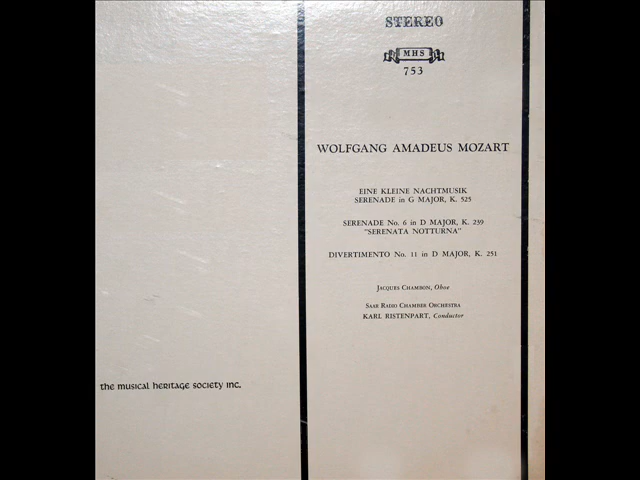 STEREO
MHS
753
WOLFGANG AMADEUS MOZART
EINE KLEINE NACHTMUSIK
SERENADE in G MAJOR, K. 525
SERENADE No. 6 in D MAJOR, K. 239
"SERENATA NOTTURNA"
DIVERTIMENTO No. 11 in D MAJOR, K. 251
JACQUES CHAMBON, Oboe
SAAR RADIO CHAMBER ORCHESTRA
KARL RISTENPART, Conductor
the musical heritage society inc.